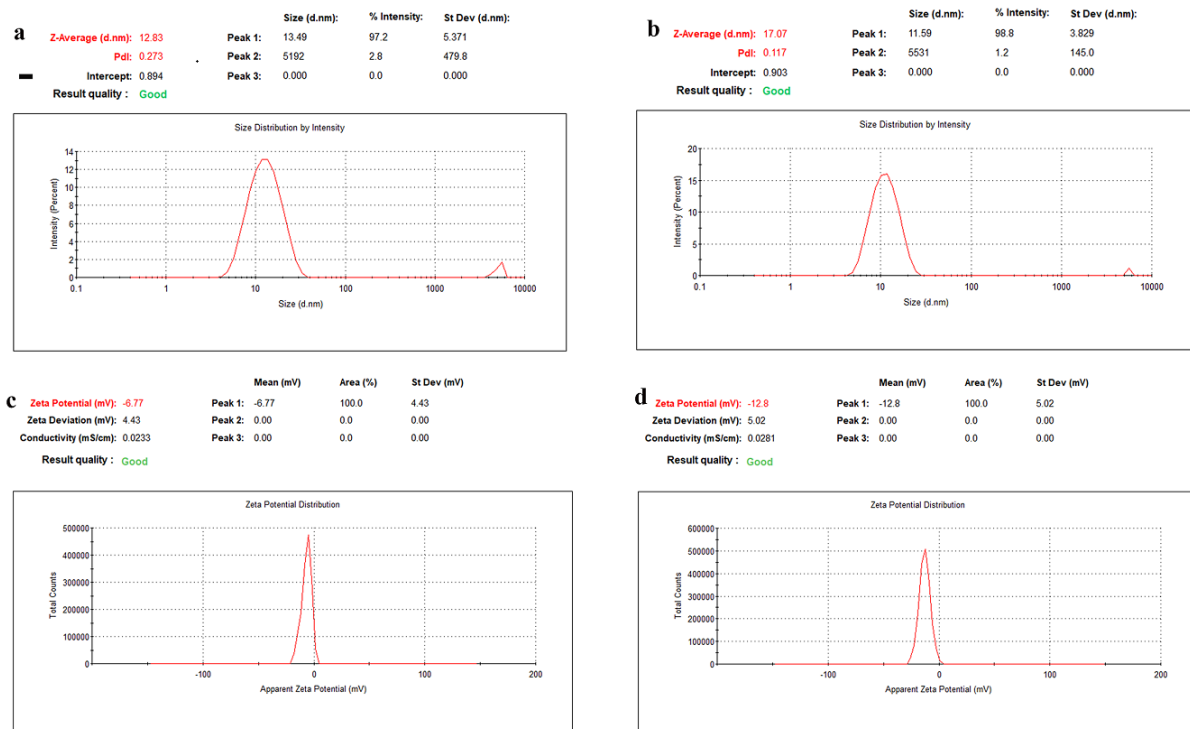 a
Size (d.nm): % Intensity: St Dev (d.nm):
Z-Average (d.nm): 12.83 Peak 1: 13.49 97.2 5.371
PdI: 0.273 Peak 2: 5192 2.8 479.8
Intercept: 0.894 Peak 3: 0.000 0.0 0.000
Result quality : Good
Size Distribution by Intensity
14
12
10
8
6
4
2
0
Intensity (Percent)
0.1 1 10 100 1000 10000
Size (d.nm)
b
Size (d.nm): % Intensity: St Dev (d.nm):
Z-Average (d.nm): 17.07 Peak 1: 11.59 98.8 3.829
PdI: 0.117 Peak 2: 5531 1.2 145.0
Intercept: 0.903 Peak 3: 0.000 0.0 0.000
Result quality : Good
Size Distribution by Intensity
20
15
10
5
0
Intensity (Percent)
0.1 1 10 100 1000 10000
Size (d.nm)
c
Mean (mV) Area (%) St Dev (mV)
Zeta Potential (mV): -6.77 Peak 1: -6.77 100.0 4.43
Zeta Deviation (mV): 4.43 Peak 2: 0.00 0.0 0.00
Conductivity (mS/cm): 0.0233 Peak 3: 0.00 0.0 0.00
Result quality : Good
Zeta Potential Distribution
500000
400000
300000
200000
100000
0
Total Counts
-100 0 100 200
Apparent Zeta Potential (mV)
d
Mean (mV) Area (%) St Dev (mV)
Zeta Potential (mV): -12.8 Peak 1: -12.8 100.0 5.02
Zeta Deviation (mV): 5.02 Peak 2: 0.00 0.0 0.00
Conductivity (mS/cm): 0.0281 Peak 3: 0.00 0.0 0.00
Result quality : Good
Zeta Potential Distribution
600000
500000
400000
300000
200000
100000
0
Total Counts
-100 0 100 200
Apparent Zeta Potential (mV)